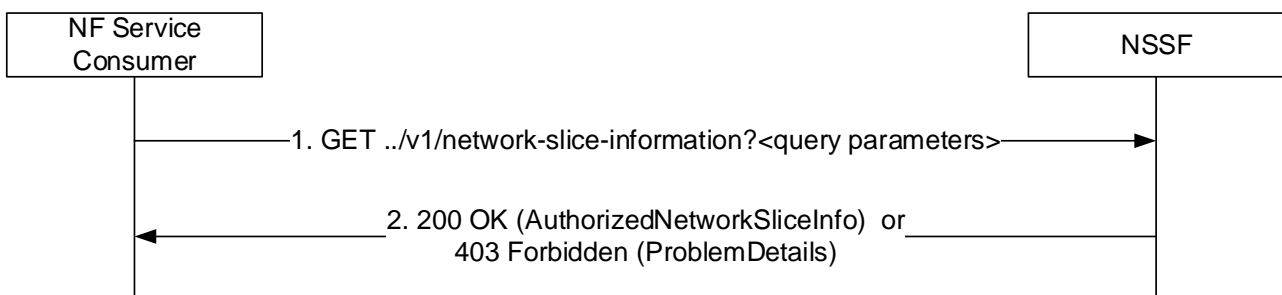 NF Service
Consumer
NSSF
1. GET ../v1/network-slice-information?<query parameters>
2. 200 OK (AuthorizedNetworkSliceInfo)  or
403 Forbidden (ProblemDetails)